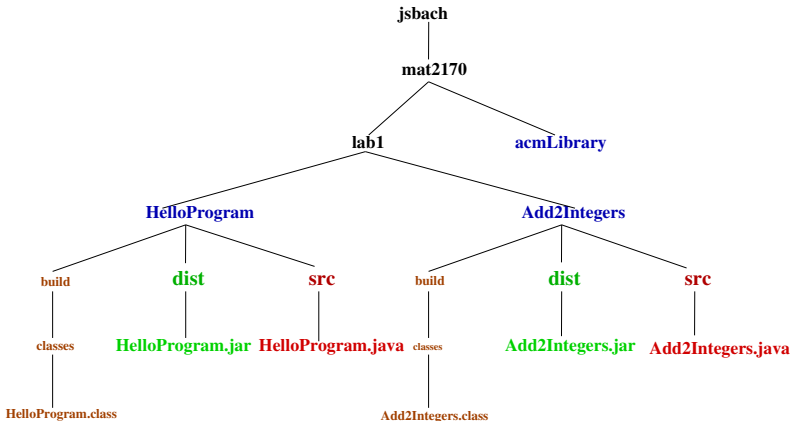 jsbach
mat2170
lab1
acmLibrary
HelloProgram
Add2Integers
build
dist
src
build
dist
src
classes
HelloProgram.jar
HelloProgram.java
classes
Add2Integers.jar
Add2Integers.java
HelloProgram.class
Add2Integers.class